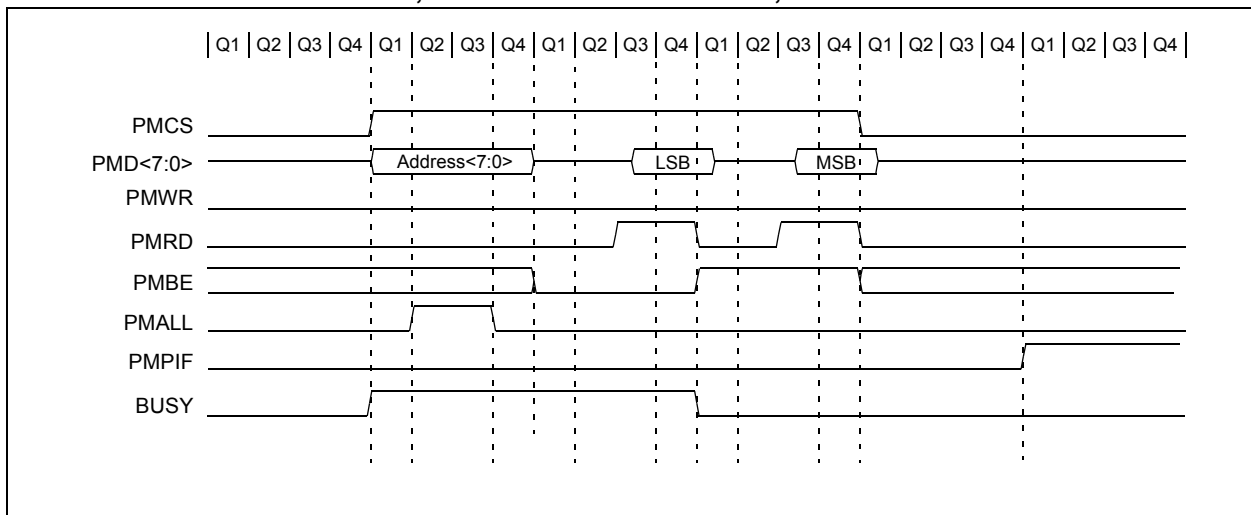 Q1 Q2 Q3 Q4 Q1 Q2 Q3 Q4 Q1 Q2 Q3 Q4 Q1 Q2 Q3 Q4 Q1 Q2 Q3 Q4 Q1 Q2 Q3 Q4
PMCS
PMD<7:0> Address<7:0> LSB MSB
PMWR
PMRD
PMBE
PMALL
PMPIF
BUSY